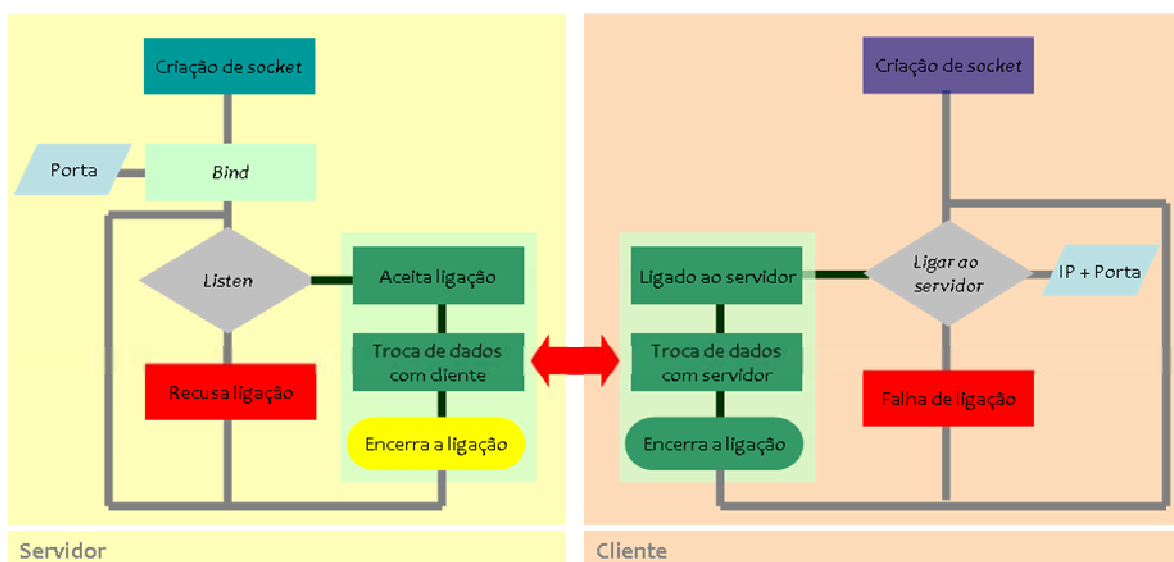 Criação de socket
Porta
Bind
Listen
Aceita ligação
Troca de dados
com cliente
Recusa ligação
Encerra a ligação
Servidor
Criação de socket
Ligar ao
servidor
IP + Porta
Ligado ao servidor
Troca de dados
com servidor
Falha de ligação
Encerra a ligação
Cliente